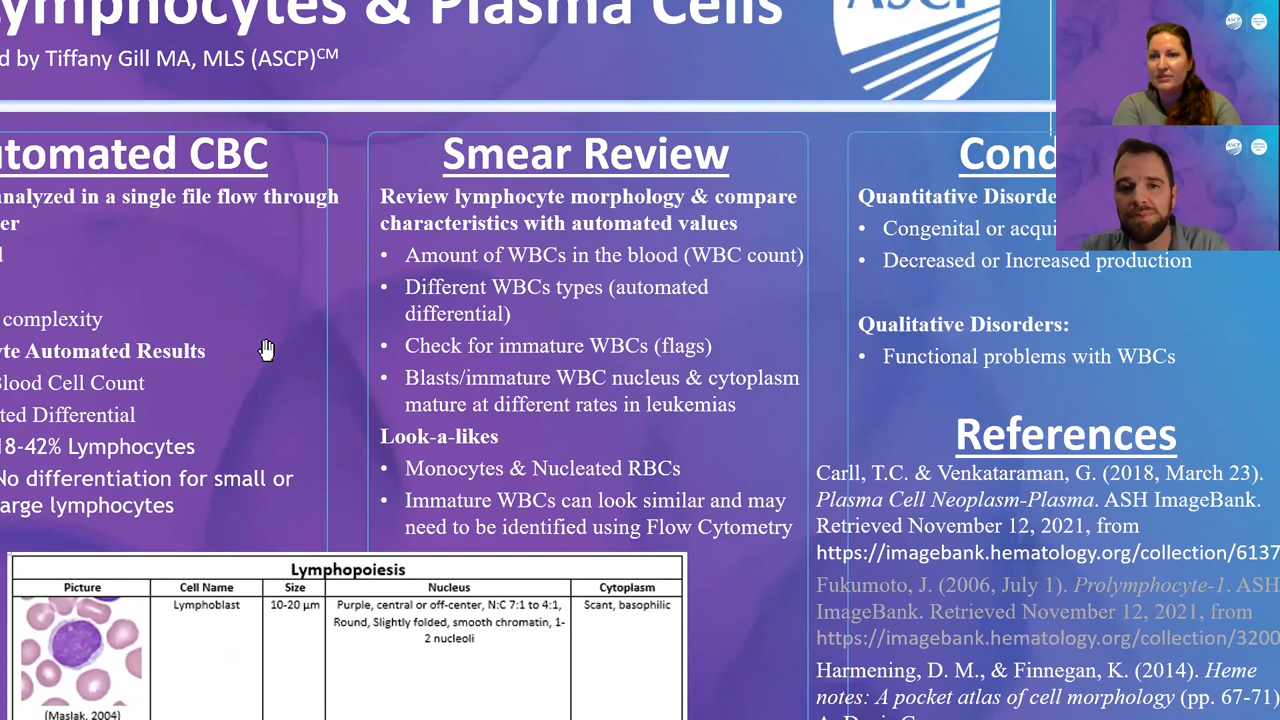 mphocytes & Plasma Cells
d by Tiffany Gill MA, MLS (ASCP)CM
ASCP
utomated CBC
analyzed in a single file flow through
er
d
complexity
yte Automated Results
Blood Cell Count
ted Differential
18-42% Lymphocytes
No differentiation for small or
large lymphocytes
Smear Review
Review lymphocyte morphology & compare
characteristics with automated values
• Amount of WBCs in the blood (WBC count)
• Different WBCs types (automated
differential)
• Check for immature WBCs (flags)
• Blasts/immature WBC nucleus & cytoplasm
mature at different rates in leukemias
Look-a-likes
• Monocytes & Nucleated RBCs
• Immature WBCs can look similar and may
need to be identified using Flow Cytometry
Cond
Quantitative Disorde
• Congenital or acqui
• Decreased or Increased production
Qualitative Disorders:
• Functional problems with WBCs
References
Carll, T.C. & Venkataraman, G. (2018, March 23).
Plasma Cell Neoplasm-Plasma. ASH ImageBank.
Retrieved November 12, 2021, from
https://imagebank.hematology.org/collection/6137
Fukumoto, J. (2006, July 1). Prolymphocyte-1. ASH
ImageBank. Retrieved November 12, 2021, from
https://imagebank.hematology.org/collection/3200
Harmening, D. M., & Finnegan, K. (2014). Heme
notes: A pocket atlas of cell morphology (pp. 67-71)
Lymphopoiesis
Picture Cell Name Size Nucleus Cytoplasm
Lymphoblast 10-20 µm Purple, central or off-center, N:C 7:1 to 4:1, Scant, basophilic
Round, Slightly folded, smooth chromatin, 1-
2 nucleoli
(Maslak, 2004)